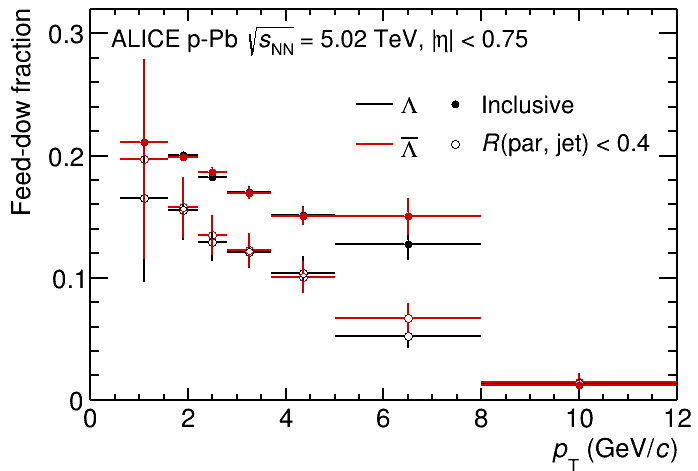 ALICE p-Pb √sNN = 5.02 TeV, |η| < 0.75
Λ Inclusive
Λ̅ R(par, jet) < 0.4
Feed-dow fraction
0.3
0.2
0.1
0
0 2 4 6 8 10 12
pT (GeV/c)